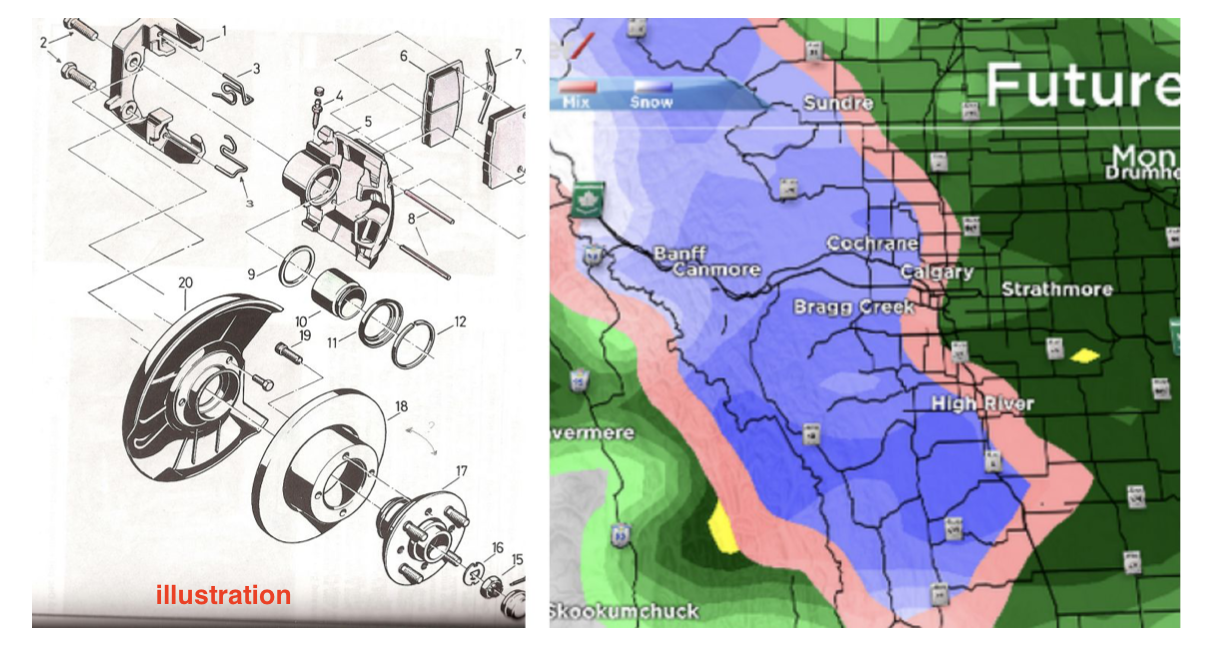 1
2
3
3
4
5
6
7
8
9
10
11
12
20
19
18
?
17
16
15
illustration
Future
Mix
Snow
Sundre
Mon
Cochrane
Banff
Canmore
Calgary
Strathmore
Bragg Creek
High River
vermere
Skookumchuck